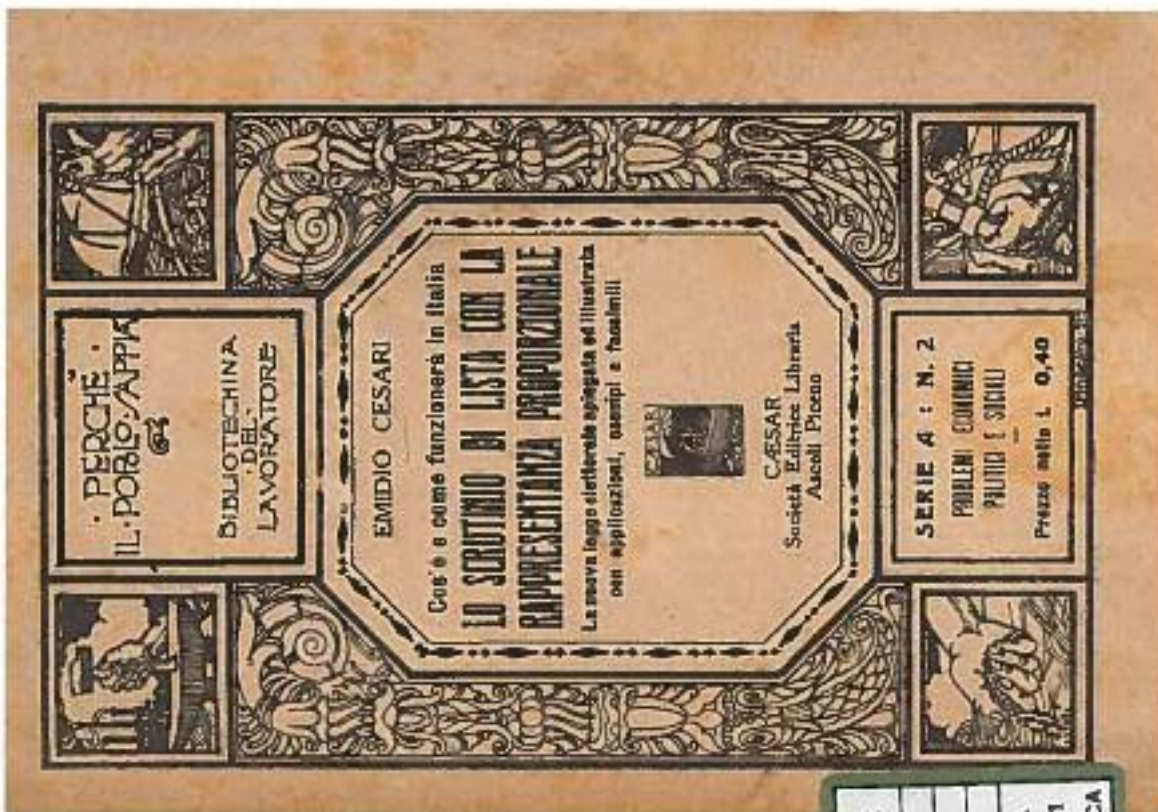 · PERCHÈ ·
IL·POPOLO·SAPPIA
BIBLIOTECHINA
· DEL ·
LAVORATORE
EMIDIO CESARI
Cos'è e come funzionerà in Italia
LO SCRUTINIO DI LISTA CON LA
RAPPRESENTANZA PROPORZIONALE
La nuova legge elettorale spiegata ed illustrata
con applicazioni, esempi e facsimili
CÆSAR
CÆSAR
Società Editrice Libraria
Ascoli Piceno
SERIE A : N. 2
PROBLEMI ECONOMICI
POLITICI E SOCIALI
Prezzo netto L. 0,40